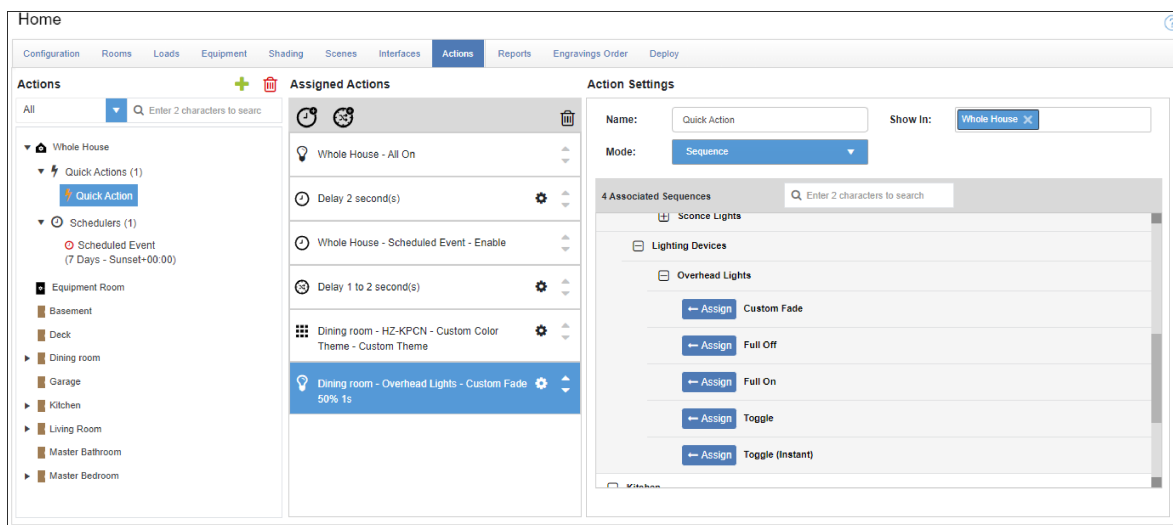 Home
Configuration Rooms Loads Equipment Shading Scenes Interfaces Actions Reports Engravings Order Deploy
Actions
All
Enter 2 characters to searc
Whole House
Quick Actions (1)
Quick Action
Schedulers (1)
Scheduled Event
(7 Days - Sunset+00:00)
Equipment Room
Basement
Deck
Dining room
Garage
Kitchen
Living Room
Master Bathroom
Master Bedroom
Assigned Actions
Whole House - All On
Delay 2 second(s)
Whole House - Scheduled Event - Enable
Delay 1 to 2 second(s)
Dining room - HZ-KPCN - Custom Color
Theme - Custom Theme
Dining room - Overhead Lights - Custom Fade
50% 1s
Action Settings
Name: Quick Action Show In: Whole House
Mode: Sequence
4 Associated Sequences Enter 2 characters to search
Sconce Lights
Lighting Devices
Overhead Lights
Assign Custom Fade
Assign Full Off
Assign Full On
Assign Toggle
Assign Toggle (Instant)
Kitchen